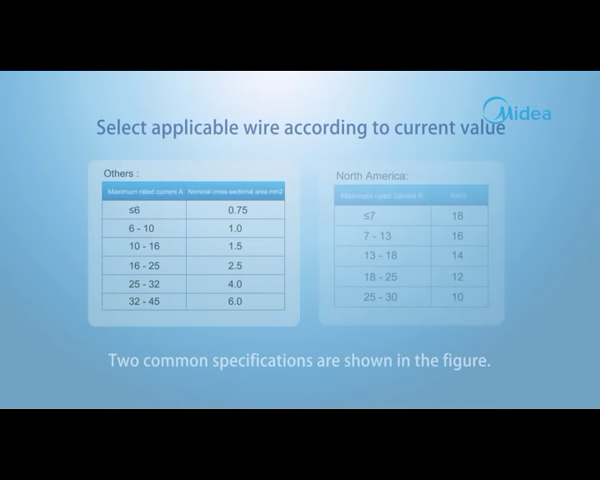 Midea
Select applicable wire according to current value
Others :
Maximum rated current A Nominal cross-sectional area mm2
≤6 0.75
6 - 10 1.0
10 - 16 1.5
16 - 25 2.5
25 - 32 4.0
32 - 45 6.0
North America:
Maximum rated current A AWG
≤7 18
7 - 13 16
13 - 18 14
18 - 25 12
25 - 30 10
Two common specifications are shown in the figure.